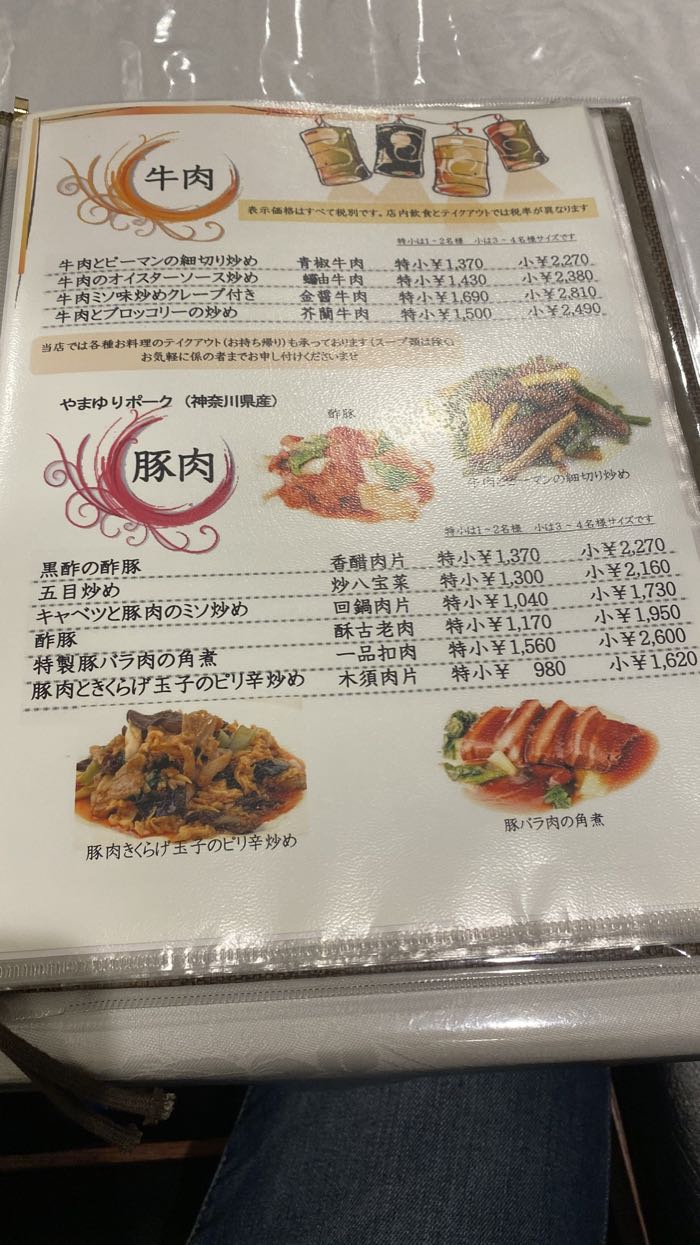 牛肉
表示価格はすべて税別です。店内飲食とテイクアウトでは税率が異なります
特小は1~2名様 小は3~4名様サイズです
牛肉とピーマンの細切り炒め 青椒牛肉 特小¥1,370 小¥2,270
牛肉のオイスターソース炒め 蠣油牛肉 特小¥1,430 小¥2,380
牛肉ミソ味炒めクレープ付き 金醤牛肉 特小¥1,690 小¥2,810
牛肉とブロッコリーの炒め 芥蘭牛肉 特小¥1,500 小¥2,490
当店では各種お料理のテイクアウト(お持ち帰り)も承っております(スープ類は除く)
お気軽に係の者までお申し付けくださいませ
やまゆりポーク (神奈川県産)
豚肉
酢豚
牛肉とピーマンの細切り炒め
特小は1~2名様 小は3~4名様サイズです
黒酢の酢豚 香醋肉片 特小¥1,370 小¥2,270
五目炒め 炒八宝菜 特小¥1,300 小¥2,160
キャベツと豚肉のミソ炒め 回鍋肉片 特小¥1,040 小¥1,730
酢豚 酥古老肉 特小¥1,170 小¥1,950
特製豚バラ肉の角煮 一品扣肉 特小¥1,560 小¥2,600
豚肉ときくらげ玉子のピリ辛炒め 木須肉片 特小¥ 980 小¥1,620
豚肉きくらげ玉子のピリ辛炒め
豚バラ肉の角煮